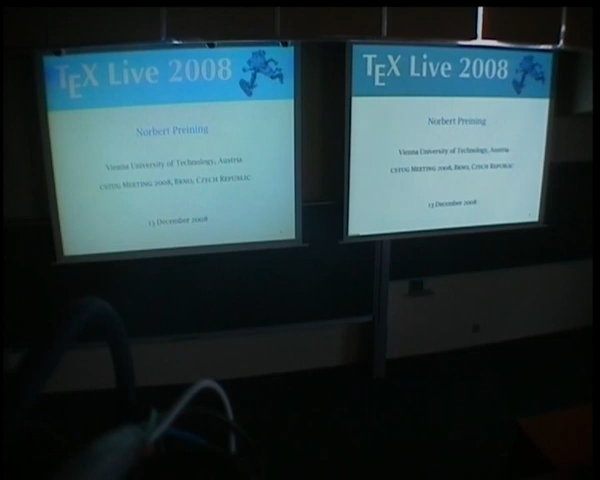 TEX Live 2008
Norbert Preining
Vienna University of Technology, Austria
CSTUG MEETING 2008, BRNO, CZECH REPUBLIC
13 December 2008
TEX Live 2008
Norbert Preining
Vienna University of Technology, Austria
CSTUG MEETING 2008, BRNO, CZECH REPUBLIC
13 December 2008